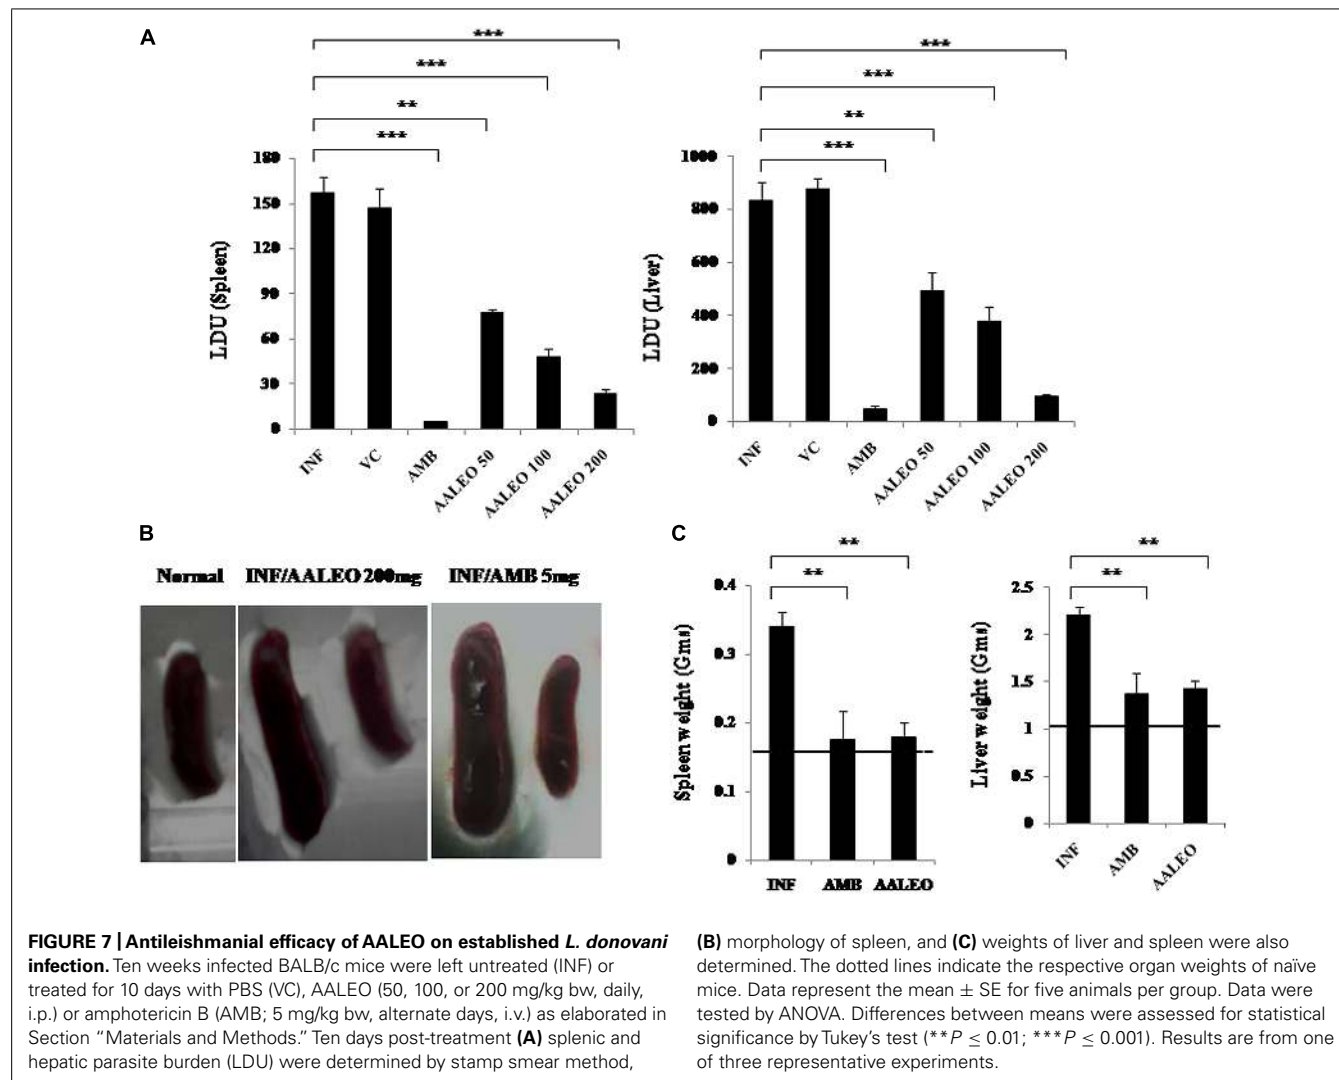 A
***
***
**
***
180
150
120
90
60
30
0
LDU (Spleen)
INF
VC
AMB
AALEO 50
AALEO 100
AALEO 200
***
***
**
***
1000
800
600
400
200
0
LDU (Liver)
INF
VC
AMB
AALEO 50
AALEO 100
AALEO 200
B
Normal INF/AALEO 200mg INF/AMB 5mg
C
**
**
0.4
0.3
0.2
0.1
0
Spleen weight (Gms)
INF AMB AALEO
**
**
2.5
2
1.5
1
0.5
0
Liver weight (Gms)
INF
AMB
AALEO
FIGURE 7 | Antileishmanial efficacy of AALEO on established L. donovani
infection. Ten weeks infected BALB/c mice were left untreated (INF) or
treated for 10 days with PBS (VC), AALEO (50, 100, or 200 mg/kg bw, daily,
i.p.) or amphotericin B (AMB; 5 mg/kg bw, alternate days, i.v.) as elaborated in
Section “Materials and Methods.” Ten days post-treatment (A) splenic and
hepatic parasite burden (LDU) were determined by stamp smear method,
(B) morphology of spleen, and (C) weights of liver and spleen were also
determined. The dotted lines indicate the respective organ weights of naïve
mice. Data represent the mean ± SE for five animals per group. Data were
tested by ANOVA. Differences between means were assessed for statistical
significance by Tukey’s test (**P ≤ 0.01; ***P ≤ 0.001). Results are from one
of three representative experiments.